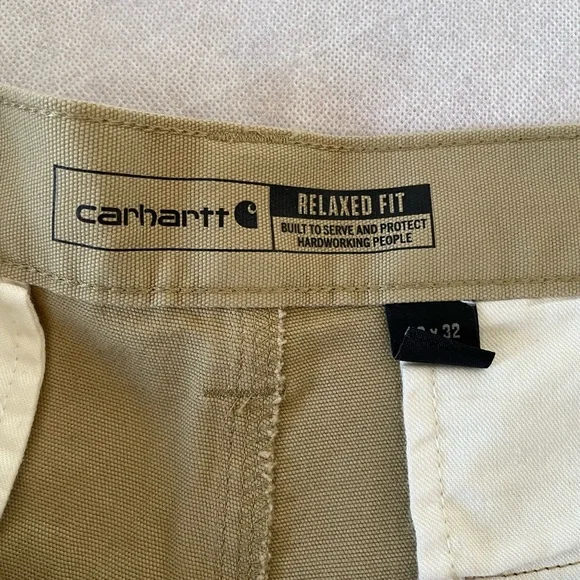 carhartt
RELAXED FIT
BUILT TO SERVE AND PROTECT
HARDWORKING PEOPLE
x 32